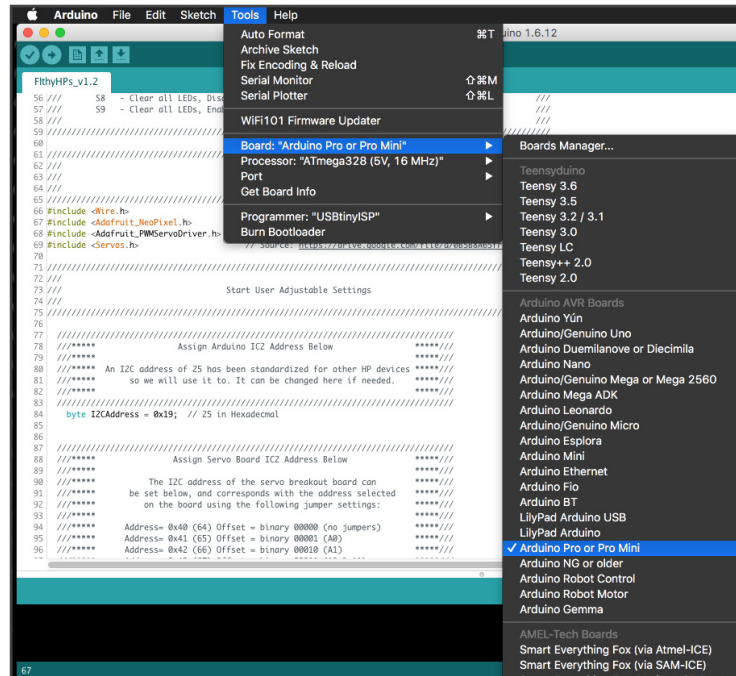 Arduino File Edit Sketch Tools Help
uino 1.6.12
FlthyHPs_v1.2
Auto Format ⌘T
Archive Sketch
Fix Encoding & Reload
Serial Monitor ⇧⌘M
Serial Plotter ⇧⌘L
WiFi101 Firmware Updater
Board: "Arduino Pro or Pro Mini"
Processor: "ATmega328 (5V, 16 MHz)"
Port
Get Board Info
Programmer: "USBtinyISP"
Burn Bootloader
Boards Manager...
Teensyduino
Teensy 3.6
Teensy 3.5
Teensy 3.2 / 3.1
Teensy 3.0
Teensy LC
Teensy++ 2.0
Teensy 2.0
Arduino AVR Boards
Arduino Yún
Arduino/Genuino Uno
Arduino Duemilanove or Diecimila
Arduino Nano
Arduino/Genuino Mega or Mega 2560
Arduino Mega ADK
Arduino Leonardo
Arduino/Genuino Micro
Arduino Esplora
Arduino Mini
Arduino Ethernet
Arduino Fio
Arduino BT
LilyPad Arduino USB
LilyPad Arduino
✓ Arduino Pro or Pro Mini
Arduino NG or older
Arduino Robot Control
Arduino Robot Motor
Arduino Gemma
AMEL-Tech Boards
Smart Everything Fox (via Atmel-ICE)
Smart Everything Fox (via SAM-ICE)
56 /// S8 - Clear all LEDs, ///
57 /// S9 - Clear all LEDs, ///
58 /// ///
59 ////////////////////////////////////////
60
61 ////////////////////////////////////////
62 ///
63 ///
64 ///
65 ////////////////////////////////////////
66 #include <Wire.h>
67 #include <Adafruit_NeoPixel.h>
68 #include <Adafruit_PWMServoDriver.h>
69 #include <Servos.h> // Source:
70
71 ////////////////////////////////////////
72 ///
73 /// Start User Adjustable Settings
74 ///
75 ////////////////////////////////////////
76
77 ////////////////////////////////////////
78 ///***** Assign Arduino IC2 Address Below *****///
79 ///***** *****///
80 ///***** An I2C address of 25 has been standardized for other HP devices *****///
81 ///***** so we will use it to. It can be changed here if needed. *****///
82 ///***** *****///
83 ////////////////////////////////////////
84 byte I2CAddress = 0x19; // 25 in Hexadecmal
85
86
87 ////////////////////////////////////////
88 ///***** Assign Servo Board IC2 Address Below *****///
89 ///***** *****///
90 ///***** The I2C address of the servo breakout board can *****///
91 ///***** be set below, and corresponds with the address selected *****///
92 ///***** on the board using the following jumper settings: *****///
93 ///***** *****///
94 ///***** Address= 0x40 (64) Offset = binary 00000 (no jumpers) *****///
95 ///***** Address= 0x41 (65) Offset = binary 00001 (A0) *****///
96 ///***** Address= 0x42 (66) Offset = binary 00010 (A1) *****///
67